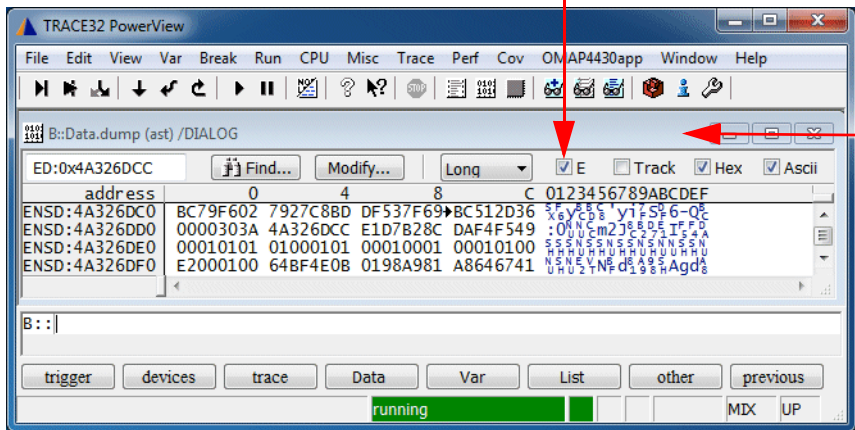 TRACE32 PowerView
File Edit View Var Break Run CPU Misc Trace Perf Cov OMAP4430app Window Help
B::Data.dump (ast) /DIALOG
ED:0x4A326DCC Find... Modify... Long E Track Hex Ascii
address 0 4 8 C 0123456789ABCDEF
ENSD:4A326DC0 BC79F602 7927C8BD DF537F69 BC512D36
ENSD:4A326DD0 0000303A 4A326DCC E1D7B28C DAF4F549
ENSD:4A326DE0 00010101 01000101 00010001 00010100
ENSD:4A326DF0 E2000100 64BF4E0B 0198A981 A8646741
B::
trigger devices trace Data Var List other previous
running MIX UP